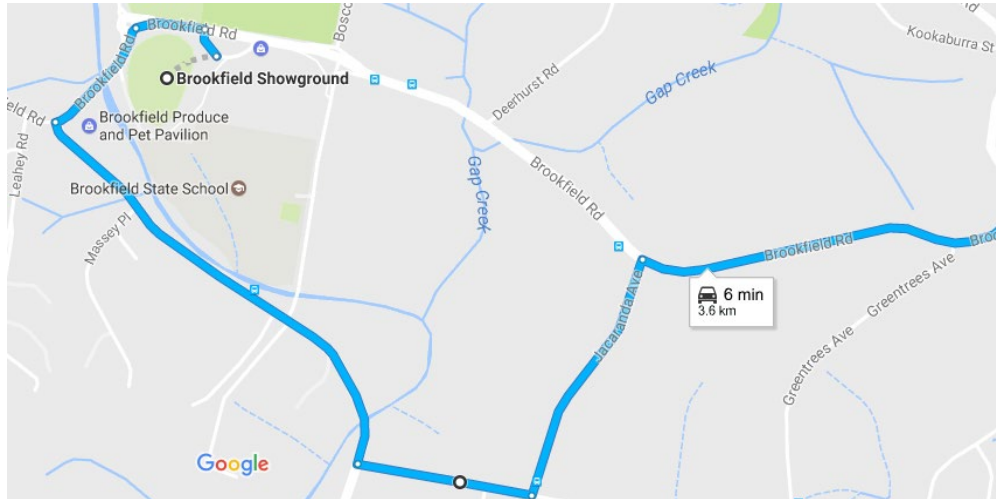 Brookfield Rd
Bosco
Kookaburra St
Brookfield Showground
Brookfield Rd
Deerhurst Rd
Gap Creek
eld Rd
Brookfield Produce
and Pet Pavilion
Leahey Rd
Gap Creek
Brookfield Rd
Brookfield State School
Massey Pl
Brookfield Rd
Broo
6 min
3.6 km
Greentrees Ave
Jacaranda Ave
Greentrees Ave
Google